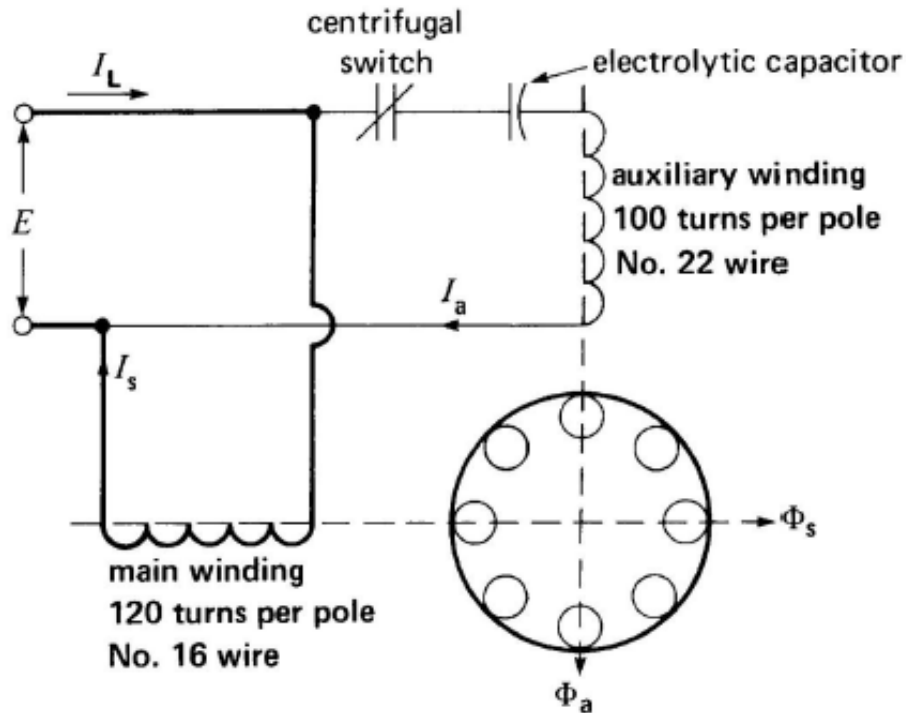 centrifugal
switch
electrolytic capacitor
I_L
E
auxiliary winding
100 turns per pole
No. 22 wire
I_a
I_s
main winding
120 turns per pole
No. 16 wire
Φ_s
Φ_a